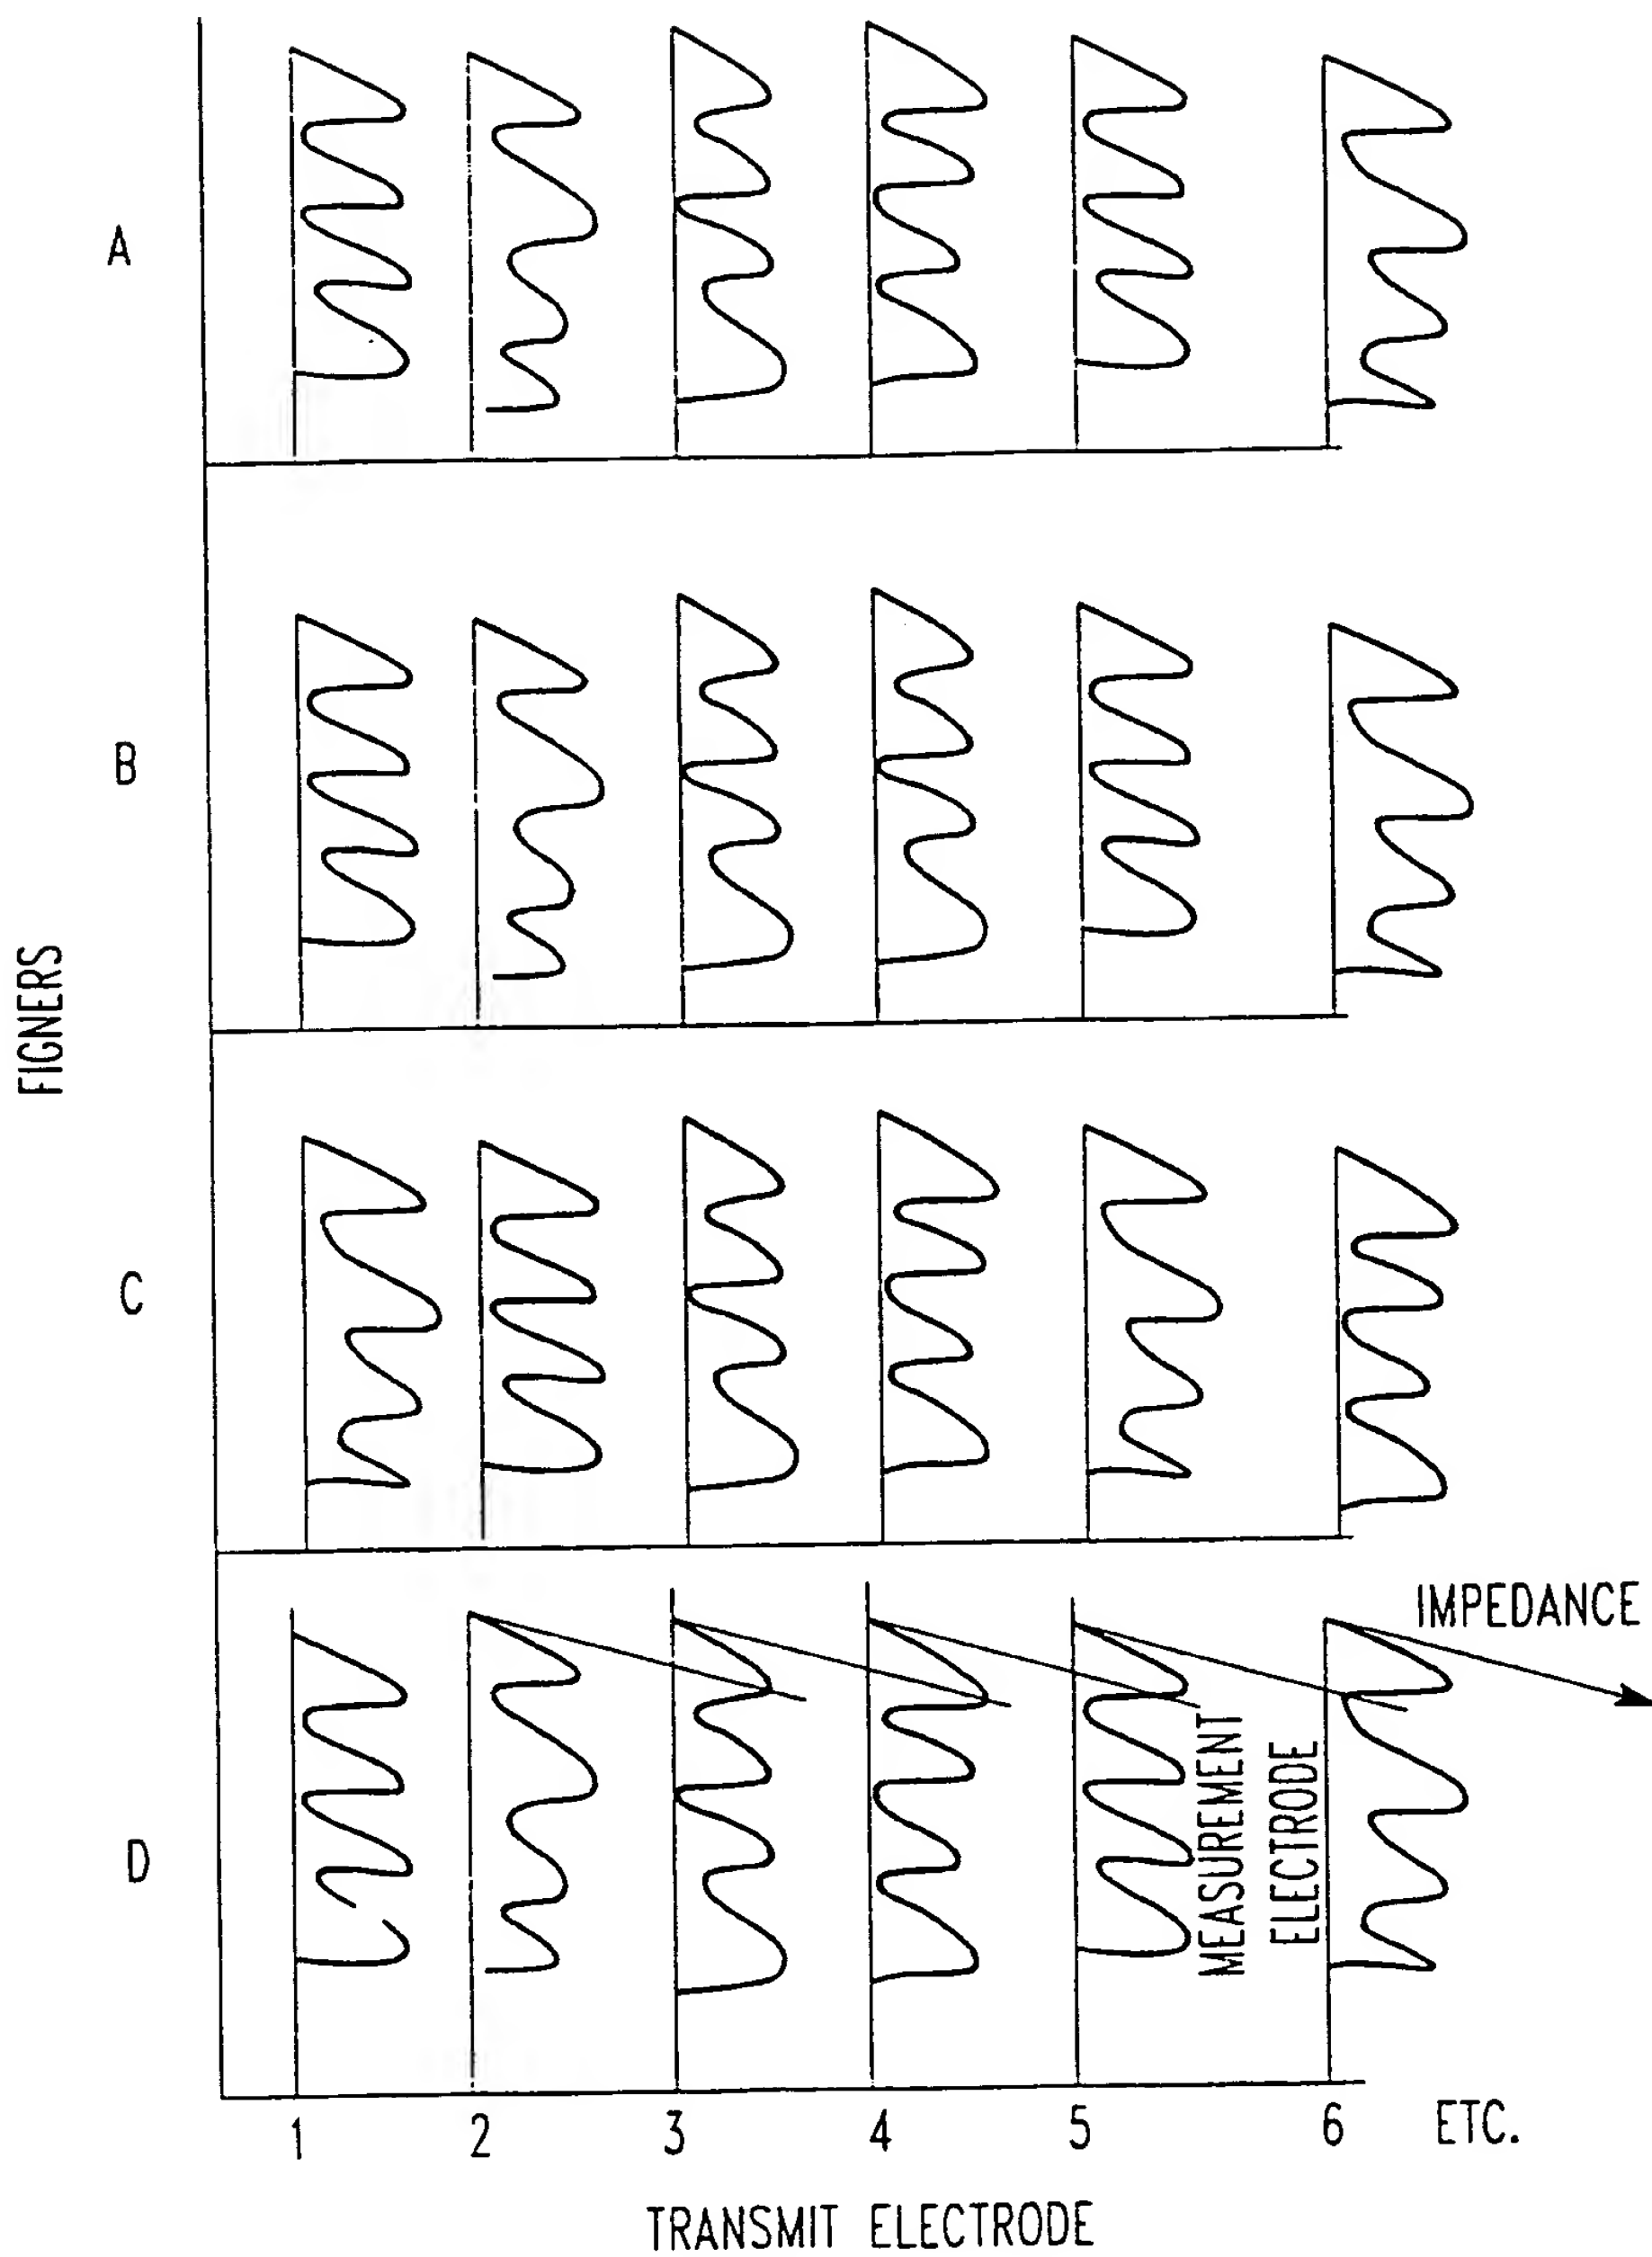 A
B
FIGNERS
C
IMPEDANCE
MEASUREMENT
ELECTRODE
D
1 2 3 4 5 6 ETC.
TRANSMIT ELECTRODE